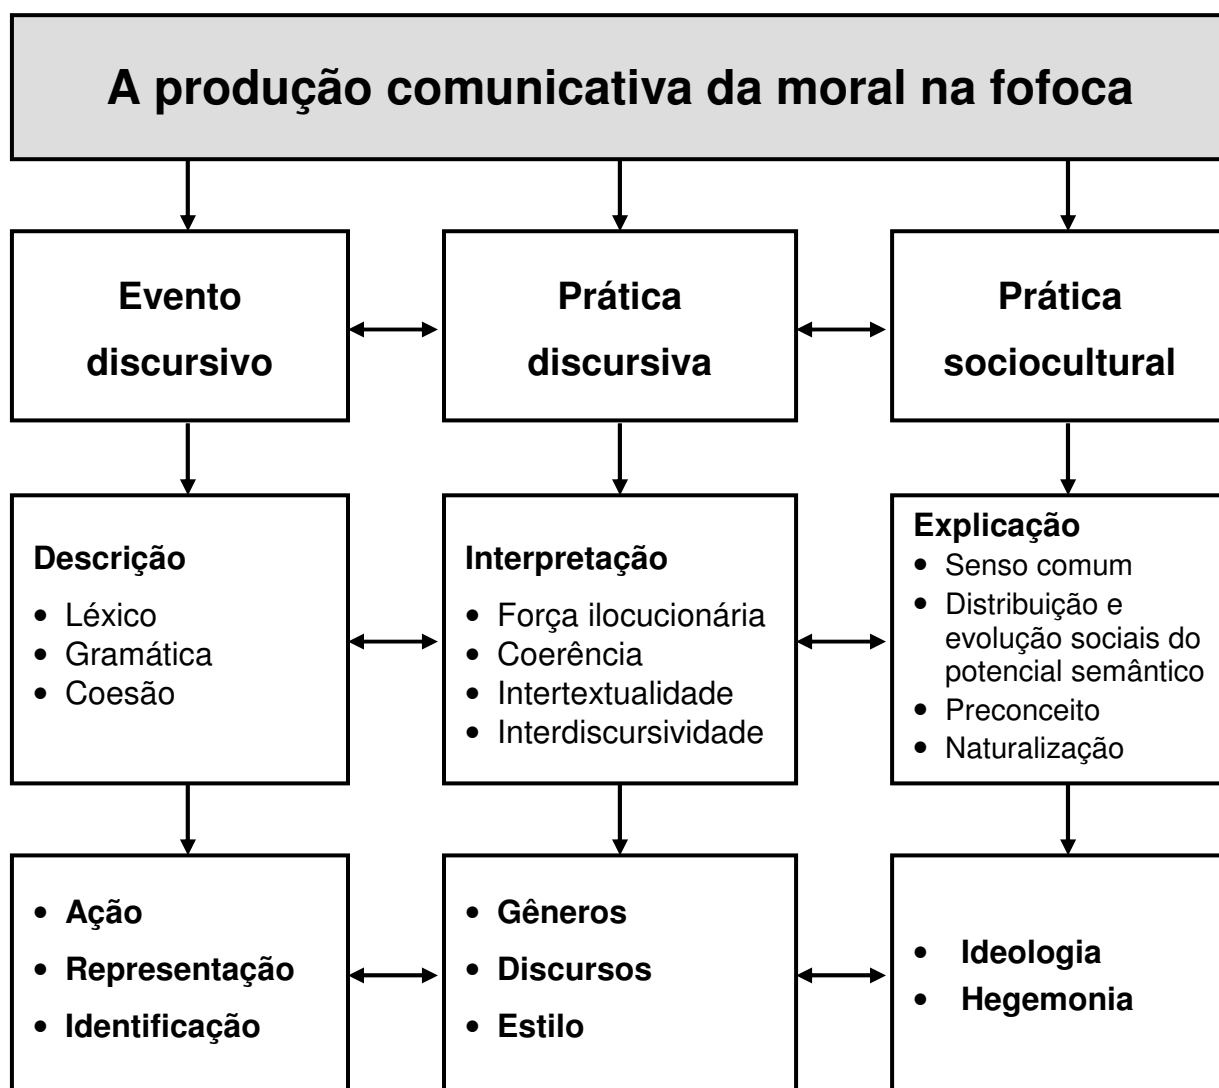 A produção comunicativa da moral na fofoca
Evento
discursivo
Prática
discursiva
Prática
sociocultural
Descrição
• Léxico
• Gramática
• Coesão
Interpretação
• Força ilocucionária
• Coerência
• Intertextualidade
• Interdiscursividade
Explicação
• Senso comum
• Distribuição e
evolução sociais do
potencial semântico
• Preconceito
• Naturalização
• Ação
• Representação
• Identificação
• Gêneros
• Discursos
• Estilo
• Ideologia
• Hegemonia